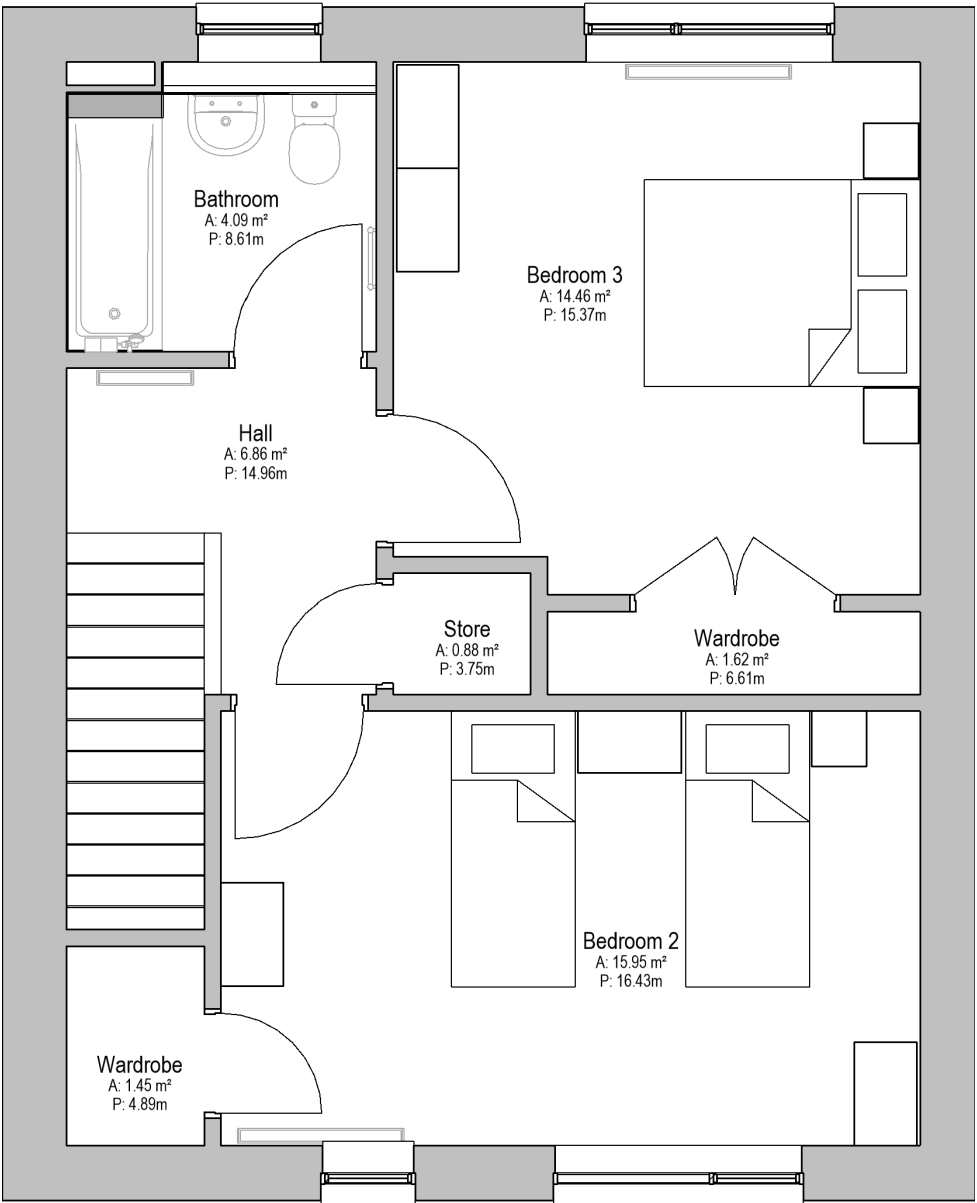 Bathroom
A: 4.09 m²
P: 8.61m
Bedroom 3
A: 14.46 m²
P: 15.37m
Hall
A: 6.86 m²
P: 14.96m
Store
A: 0.88 m²
P: 3.75m
Wardrobe
A: 1.62 m²
P: 6.61m
Bedroom 2
A: 15.95 m²
P: 16.43m
Wardrobe
A: 1.45 m²
P: 4.89m